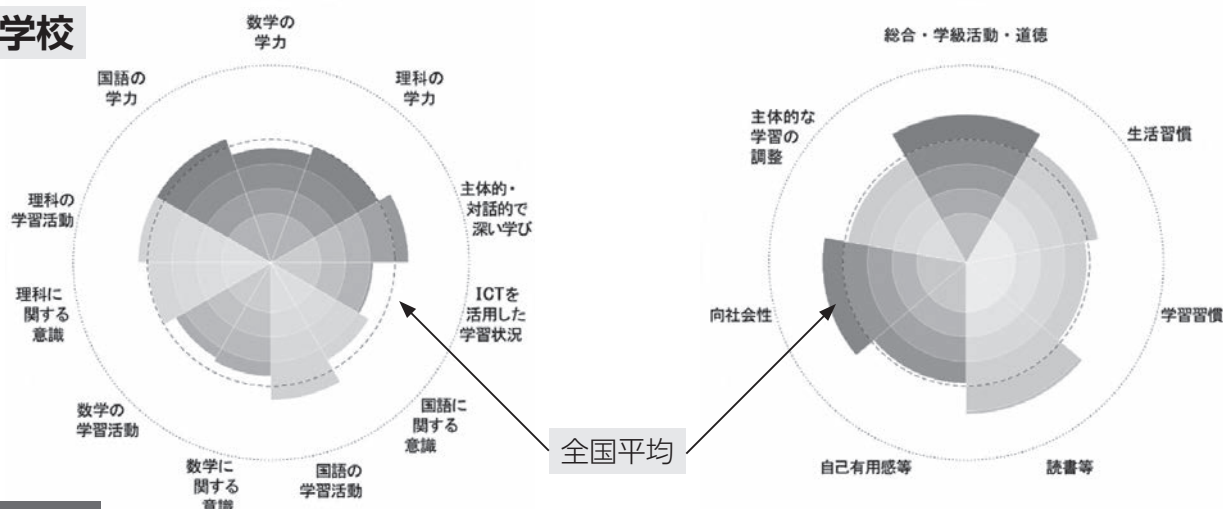 学校
数学の
学力
国語の
学力
理科の
学力
理科の
学習活動
主体的・
対話的で
深い学び
理科に
関する
意識
ICTを
活用した
学習状況
数学の
学習活動
国語に
関する
意識
数学に
関する
意識
国語の
学習活動
全国平均
総合・学級活動・道徳
主体的な
学習の
調整
生活習慣
向社会性
学習習慣
自己有用感等
読書等